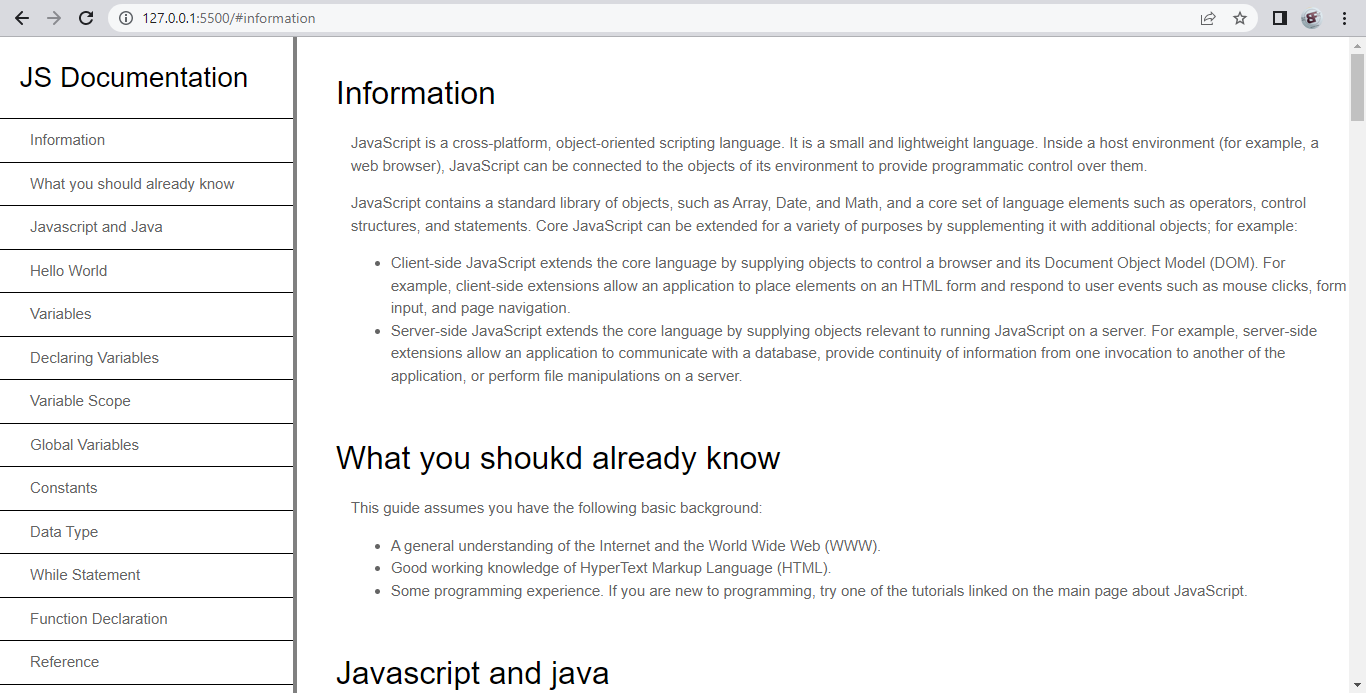 127.0.0.1:5500/#information
JS Documentation
Information
What you should already know
Javascript and Java
Hello World
Variables
Declaring Variables
Variable Scope
Global Variables
Constants
Data Type
While Statement
Function Declaration
Reference
Information
JavaScript is a cross-platform, object-oriented scripting language. It is a small and lightweight language. Inside a host environment (for example, a
web browser), JavaScript can be connected to the objects of its environment to provide programmatic control over them.
JavaScript contains a standard library of objects, such as Array, Date, and Math, and a core set of language elements such as operators, control
structures, and statements. Core JavaScript can be extended for a variety of purposes by supplementing it with additional objects; for example:
• Client-side JavaScript extends the core language by supplying objects to control a browser and its Document Object Model (DOM). For
example, client-side extensions allow an application to place elements on an HTML form and respond to user events such as mouse clicks, form
input, and page navigation.
• Server-side JavaScript extends the core language by supplying objects relevant to running JavaScript on a server. For example, server-side
extensions allow an application to communicate with a database, provide continuity of information from one invocation to another of the
application, or perform file manipulations on a server.
What you shoukd already know
This guide assumes you have the following basic background:
• A general understanding of the Internet and the World Wide Web (WWW).
• Good working knowledge of HyperText Markup Language (HTML).
• Some programming experience. If you are new to programming, try one of the tutorials linked on the main page about JavaScript.
Javascript and java